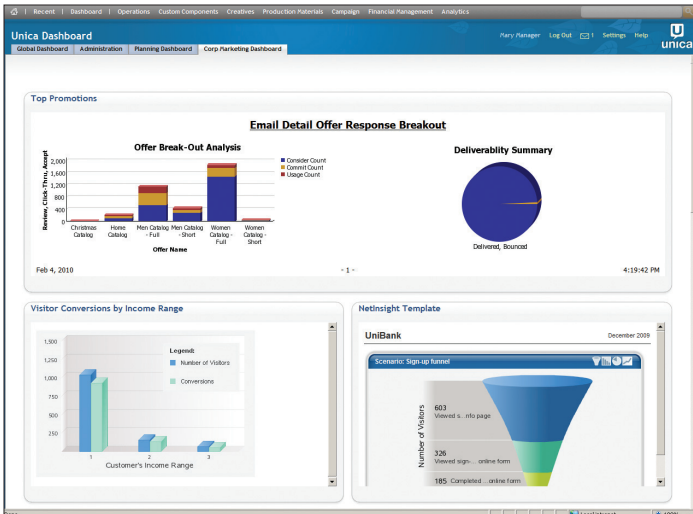 Recent | Dashboard | Operations Custom Components Creatives Production Materials Campaign Financial Management Analytics
Unica Dashboard
Mary Manager Log Out 1 Settings Help
unica
Global Dashboard Administration Planning Dashboard Corp Marketing Dashboard
Top Promotions
Email Detail Offer Response Breakout
Offer Break-Out Analysis
Review, Click-Thru, Accept
2,000
1,600
1,200
800
400
0
Consider Count
Commit Count
Usage Count
Christmas Catalog
Home Catalog
Men Catalog - Full
Men Catalog - Short
Women Catalog - Full
Women Catalog - Short
Offer Name
Deliverablity Summary
Delivered, Bounced
Feb 4, 2010
- 1 -
4:19:42 PM
Visitor Conversions by Income Range
1,500
1,250
1,000
750
500
250
Legend:
Number of Visitors
Conversions
1 2 3
Customer's Income Range
NetInsight Template
UniBank
December 2009
Scenario: Sign-up funnel
Number of Visitors
603
Viewed s...nfo page
326
Viewed sign-... online form
185 Completed ...online form